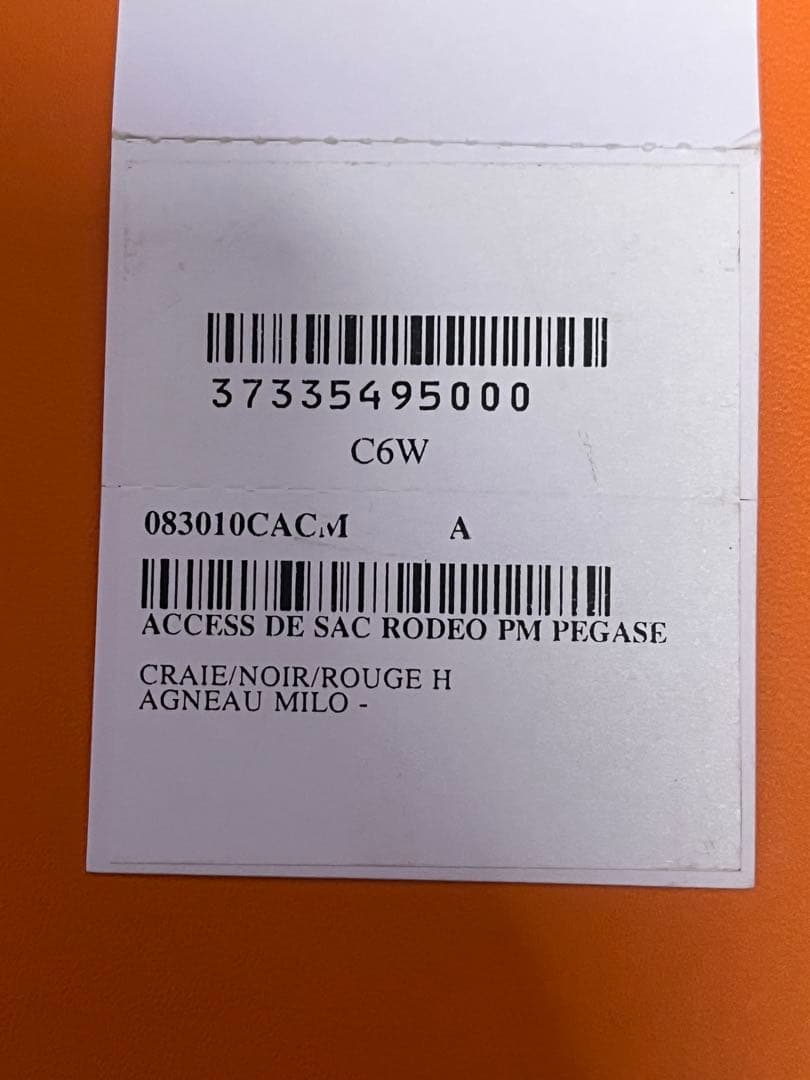 37335495000
C6W
083010CACM A
ACCESS DE SAC RODEO PM PEGASE
CRAIE/NOIR/ROUGE H
AGNEAU MILO -